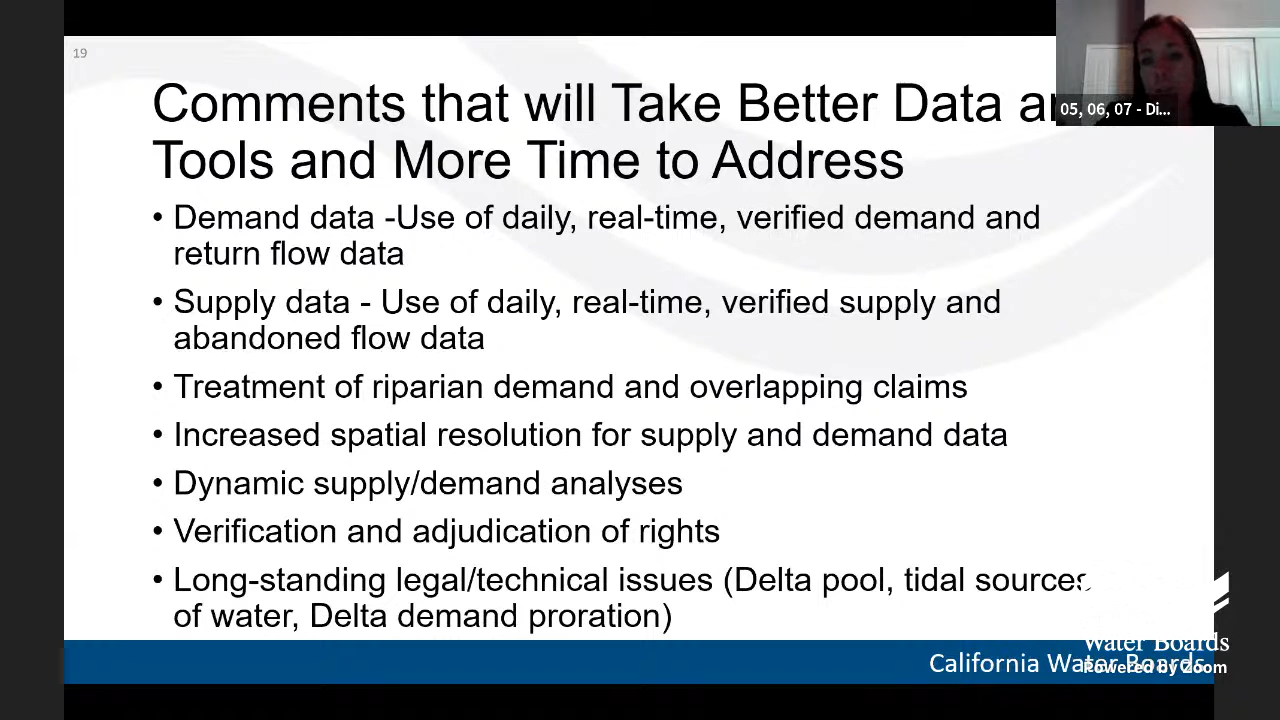 19
Comments that will Take Better Data
Tools and More Time to Address
05, 06, 07 - Di...
• Demand data -Use of daily, real-time, verified demand and
return flow data
• Supply data - Use of daily, real-time, verified supply and
abandoned flow data
• Treatment of riparian demand and overlapping claims
• Increased spatial resolution for supply and demand data
• Dynamic supply/demand analyses
• Verification and adjudication of rights
• Long-standing legal/technical issues (Delta pool, tidal sources
of water, Delta demand proration)
Water Boards
California Water Boards
Powered by Zoom